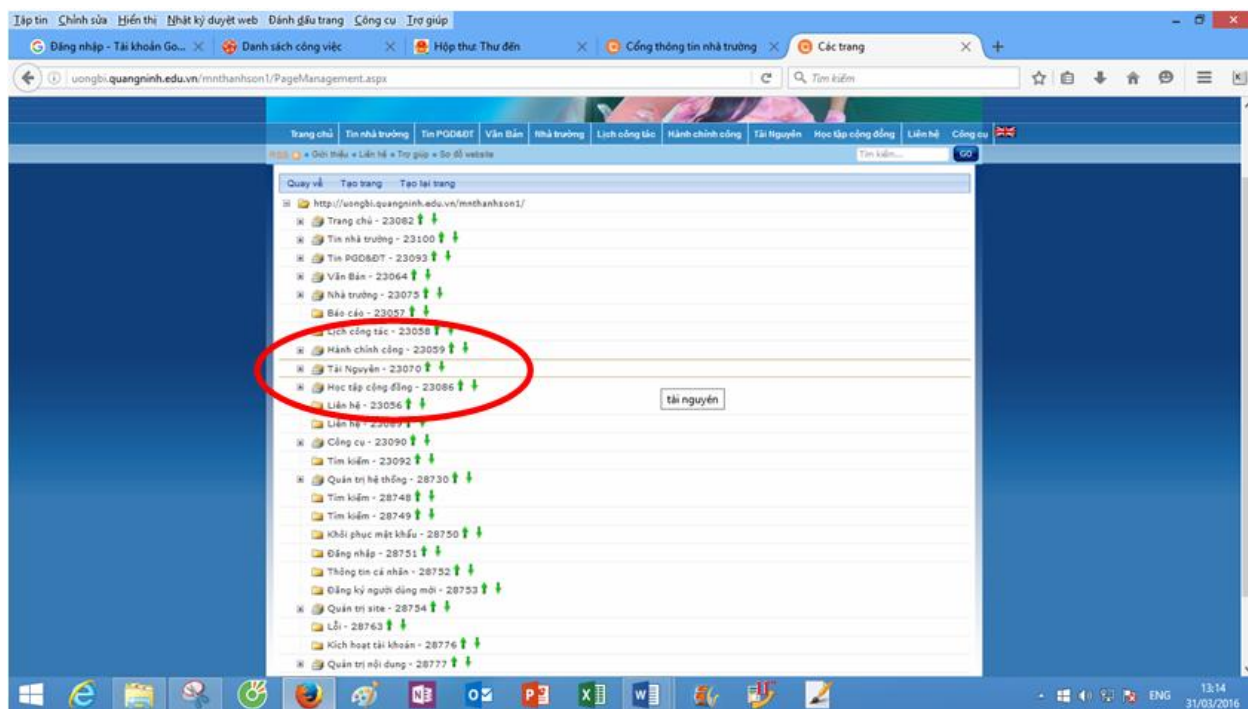 Tập tin Chỉnh sửa Hiển thị Nhật ký duyệt web Đánh dấu trang Công cụ Trợ giúp
Đăng nhập - Tài khoản Go... Danh sách công việc Hộp thư: Thư đến Cổng thông tin nhà trường Các trang
uongbi.quangninh.edu.vn/mnthanhson1/PageManagement.aspx Tìm kiếm
Trang chủ Tin nhà trường Tin PGD&ĐT Văn Bản Nhà trường Lịch công tác Hành chính công Tài Nguyên Học tập cộng đồng Liên hệ Công cụ
RSS Giới thiệu Liên hệ Trợ giúp Sơ đồ website Tìm kiếm... GO
Quay về Tạo trang Tạo lại trang
http://uongbi.quangninh.edu.vn/mnthanhson1/
Trang chủ - 23082
Tin nhà trường - 23100
Tin PGD&ĐT - 23093
Văn Bản - 23064
Nhà trường - 23075
Báo cáo - 23057
Lịch công tác - 23058
Hành chính công - 23059
Tài Nguyên - 23070
Học tập cộng đồng - 23086
tài nguyên
Liên hệ - 23056
Liên hệ - 23089
Công cụ - 23090
Tìm kiếm - 23092
Quản trị hệ thống - 28730
Tìm kiếm - 28748
Tìm kiếm - 28749
Khôi phục mật khẩu - 28750
Đăng nhập - 28751
Thông tin cá nhân - 28752
Đăng ký người dùng mới - 28753
Quản trị site - 28754
Lỗi - 28763
Kích hoạt tài khoản - 28776
Quản trị nội dung - 28777
ENG 13:14
31/03/2016